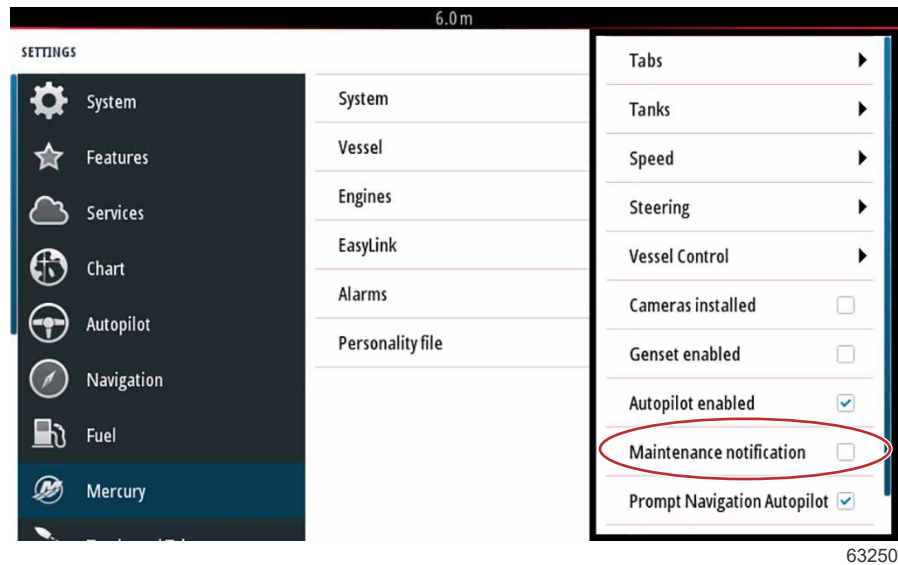 6.0 m
SETTINGS
System
Features
Services
Chart
Autopilot
Navigation
Fuel
Mercury
System
Vessel
Engines
EasyLink
Alarms
Personality file
Tabs
Tanks
Speed
Steering
Vessel Control
Cameras installed
Genset enabled
Autopilot enabled
Maintenance notification
Prompt Navigation Autopilot
63250